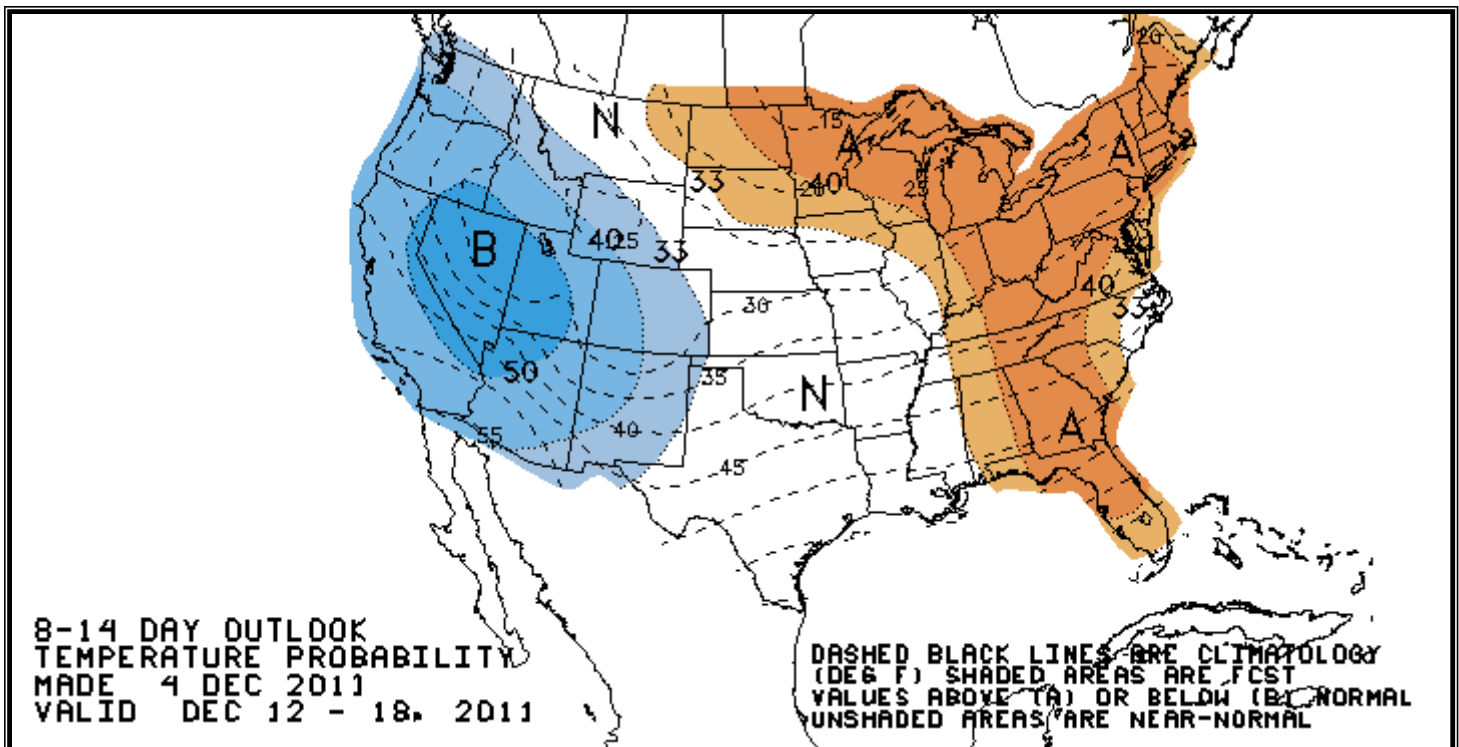 20
N
15
A
A
33
40
20
25
B
40
25
33
40
30
33
50
35
N
55
40
A
45
8-14 DAY OUTLOOK
TEMPERATURE PROBABILITY
MADE 4 DEC 2011
VALID DEC 12 - 18, 2011
DASHED BLACK LINES ARE CLIMATOLOGY
(DEG F) SHADED AREAS ARE FCST
VALUES ABOVE (A) OR BELOW (B) NORMAL
UNSHADED AREAS ARE NEAR-NORMAL